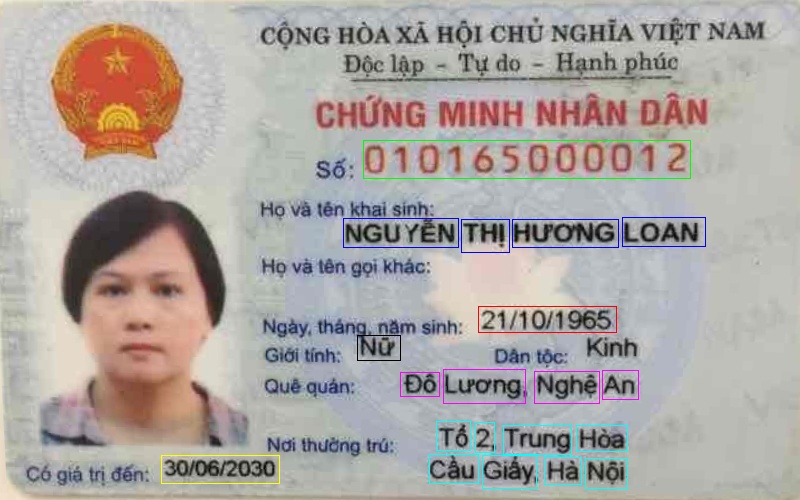 CỘNG HÒA XÃ HỘI CHỦ NGHĨA VIỆT NAM
Độc lập - Tự do - Hạnh phúc
CHỨNG MINH NHÂN DÂN
Số: 010165000012
Họ và tên khai sinh:
NGUYỄN THỊ HƯƠNG LOAN
Họ và tên gọi khác:
Ngày, tháng, năm sinh: 21/10/1965
Giới tính: Nữ Dân tộc: Kinh
Quê quán: Đô Lương, Nghệ An
Nơi thường trú: Tổ 2, Trung Hòa
Cầu Giấy, Hà Nội
Có giá trị đến: 30/06/2030